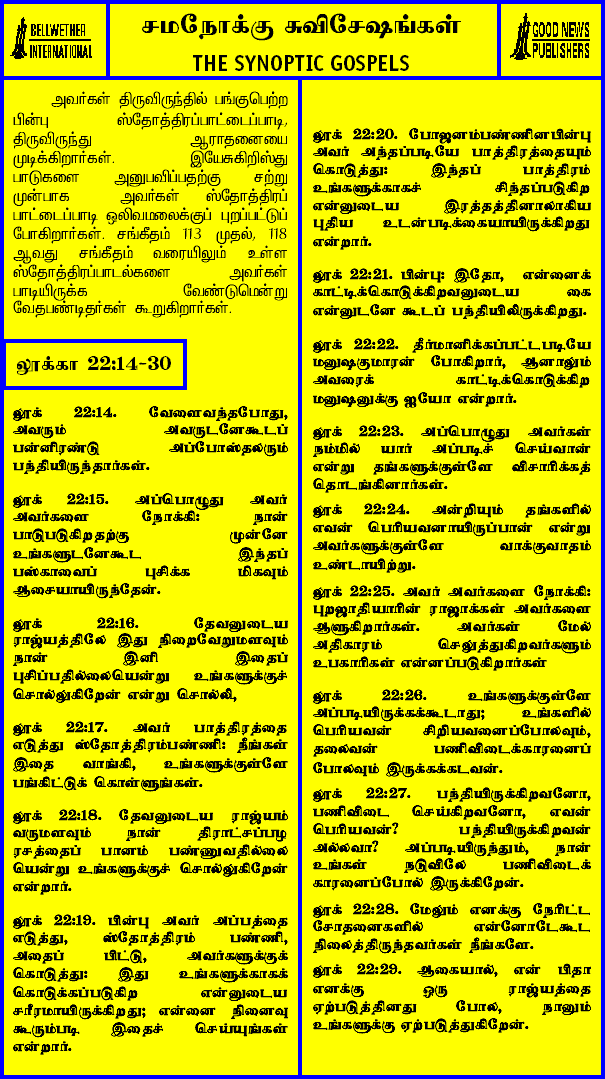 BELLWETHER
INTERNATIONAL
சமநோக்கு சுவிசேஷங்கள்
THE SYNOPTIC GOSPELS
GOOD NEWS
PUBLISHERS
அவர்கள் திருவிருந்தில் பங்குபெற்ற
பின்பு ஸ்தோத்திரப்பாட்டைப்பாடி,
திருவிருந்து ஆராதனையை
முடிக்கிறார்கள். இயேசுகிறிஸ்து
பாடுகளை அனுபவிப்பதற்கு சற்று
முன்பாக அவர்கள் ஸ்தோத்திரப்
பாட்டைப்பாடி ஒலிவமலைக்குப் புறப்பட்டுப்
போகிறார்கள். சங்கீதம் 113 முதல், 118
ஆவது சங்கீதம் வரையிலும் உள்ள
ஸ்தோத்திரப்பாடல்களை அவர்கள்
பாடியிருக்க வேண்டுமென்று
வேதபண்டிதர்கள் கூறுகிறார்கள்.
லூக்கா 22:14-30
லூக் 22:14. வேளைவந்தபோது,
அவரும் அவருடனேகூடப்
பன்னிரண்டு அப்போஸ்தலரும்
பந்தியிருந்தார்கள்.
லூக் 22:15. அப்பொழுது அவர்
அவர்களை நோக்கி: நான்
பாடுபடுகிறதற்கு முன்னே
உங்களுடனேகூட இந்தப்
பஸ்காவைப் புசிக்க மிகவும்
ஆசையாயிருந்தேன்.
லூக் 22:16. தேவனுடைய
ராஜ்யத்திலே இது நிறைவேறுமளவும்
நான் இனி இதைப்
புசிப்பதில்லையென்று உங்களுக்குச்
சொல்லுகிறேன் என்று சொல்லி,
லூக் 22:17. அவர் பாத்திரத்தை
எடுத்து ஸ்தோத்திரம்பண்ணி: நீங்கள்
இதை வாங்கி, உங்களுக்குள்ளே
பங்கிட்டுக் கொள்ளுங்கள்.
லூக் 22:18. தேவனுடைய ராஜ்யம்
வருமளவும் நான் திராட்சப்பழ
ரசத்தைப் பானம் பண்ணுவதில்லை
யென்று உங்களுக்குச் சொல்லுகிறேன்
என்றார்.
லூக் 22:19. பின்பு அவர் அப்பத்தை
எடுத்து, ஸ்தோத்திரம் பண்ணி,
அதைப் பிட்டு, அவர்களுக்குக்
கொடுத்து: இது உங்களுக்காகக்
கொடுக்கப்படுகிற என்னுடைய
சரீரமாயிருக்கிறது; என்னை நினைவு
கூரும்படி இதைச் செய்யுங்கள்
என்றார்.
லூக் 22:20. போஜனம்பண்ணினபின்பு
அவர் அந்தப்படியே பாத்திரத்தையும்
கொடுத்து: இந்தப் பாத்திரம்
உங்களுக்காகச் சிந்தப்படுகிற
என்னுடைய இரத்தத்தினாலாகிய
புதிய உடன்படிக்கையாயிருக்கிறது
என்றார்.
லூக் 22:21. பின்பு: இதோ, என்னைக்
காட்டிக்கொடுக்கிறவனுடைய கை
என்னுடனே கூடப் பந்தியிலிருக்கிறது.
லூக் 22:22. தீர்மானிக்கப்பட்டபடியே
மனுஷகுமாரன் போகிறார், ஆனாலும்
அவரைக் காட்டிக்கொடுக்கிற
மனுஷனுக்கு ஐயோ என்றார்.
லூக் 22:23. அப்பொழுது அவர்கள்
நம்மில் யார் அப்படிச் செய்வான்
என்று தங்களுக்குள்ளே விசாரிக்கத்
தொடங்கினார்கள்.
லூக் 22:24. அன்றியும் தங்களில்
எவன் பெரியவனாயிருப்பான் என்று
அவர்களுக்குள்ளே வாக்குவாதம்
உண்டாயிற்று.
லூக் 22:25. அவர் அவர்களை நோக்கி:
புறஜாதியாரின் ராஜாக்கள் அவர்களை
ஆளுகிறார்கள். அவர்கள் மேல்
அதிகாரம் செலுத்துகிறவர்களும்
உபகாரிகள் என்னப்படுகிறார்கள்
லூக் 22:26. உங்களுக்குள்ளே
அப்படியிருக்கக்கூடாது; உங்களில்
பெரியவன் சிறியவனைப்போலவும்,
தலைவன் பணிவிடைக்காரனைப்
போலவும் இருக்கக்கடவன்.
லூக் 22:27. பந்தியிருக்கிறவனோ,
பணிவிடை செய்கிறவனோ, எவன்
பெரியவன்? பந்தியிருக்கிறவன்
அல்லவா? அப்படியிருந்தும், நான்
உங்கள் நடுவிலே பணிவிடைக்
காரனைப்போல் இருக்கிறேன்.
லூக் 22:28. மேலும் எனக்கு நேரிட்ட
சோதனைகளில் என்னோடேகூட
நிலைத்திருந்தவர்கள் நீங்களே.
லூக் 22:29. ஆகையால், என் பிதா
எனக்கு ஒரு ராஜ்யத்தை
ஏற்படுத்தினது போல, நானும்
உங்களுக்கு ஏற்படுத்துகிறேன்.